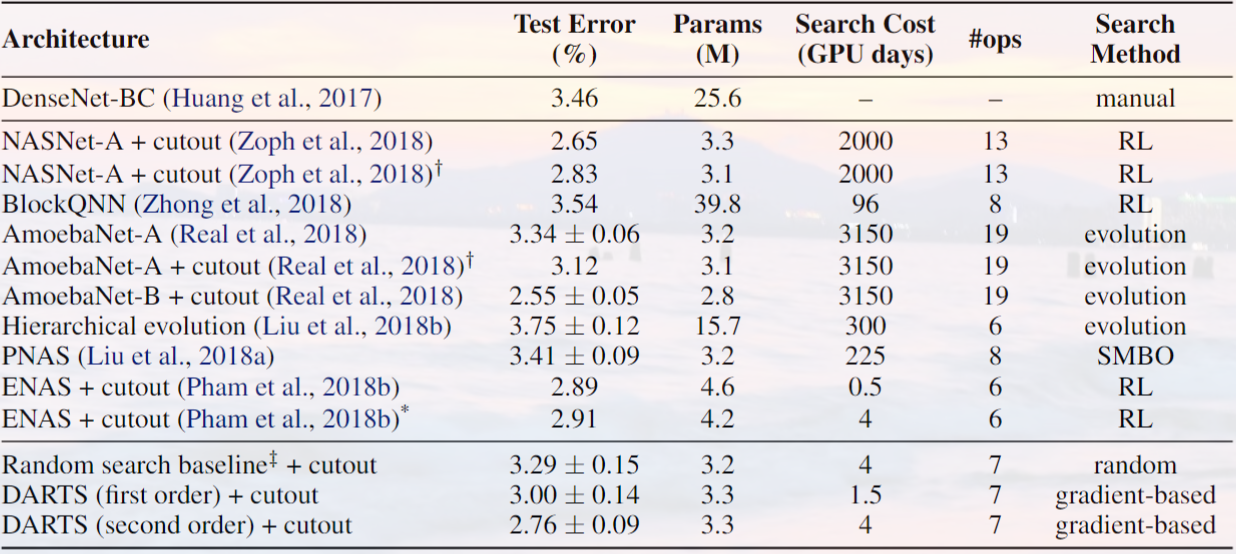 Architecture Test Error (%) Params (M) Search Cost (GPU days) #ops Search Method
DenseNet-BC (Huang et al., 2017) 3.46 25.6 – – manual
NASNet-A + cutout (Zoph et al., 2018) 2.65 3.3 2000 13 RL
NASNet-A + cutout (Zoph et al., 2018)† 2.83 3.1 2000 13 RL
BlockQNN (Zhong et al., 2018) 3.54 39.8 96 8 RL
AmoebaNet-A (Real et al., 2018) 3.34 ± 0.06 3.2 3150 19 evolution
AmoebaNet-A + cutout (Real et al., 2018)† 3.12 3.1 3150 19 evolution
AmoebaNet-B + cutout (Real et al., 2018) 2.55 ± 0.05 2.8 3150 19 evolution
Hierarchical evolution (Liu et al., 2018b) 3.75 ± 0.12 15.7 300 6 evolution
PNAS (Liu et al., 2018a) 3.41 ± 0.09 3.2 225 8 SMBO
ENAS + cutout (Pham et al., 2018b) 2.89 4.6 0.5 6 RL
ENAS + cutout (Pham et al., 2018b)* 2.91 4.2 4 6 RL
Random search baseline‡ + cutout 3.29 ± 0.15 3.2 4 7 random
DARTS (first order) + cutout 3.00 ± 0.14 3.3 1.5 7 gradient-based
DARTS (second order) + cutout 2.76 ± 0.09 3.3 4 7 gradient-based